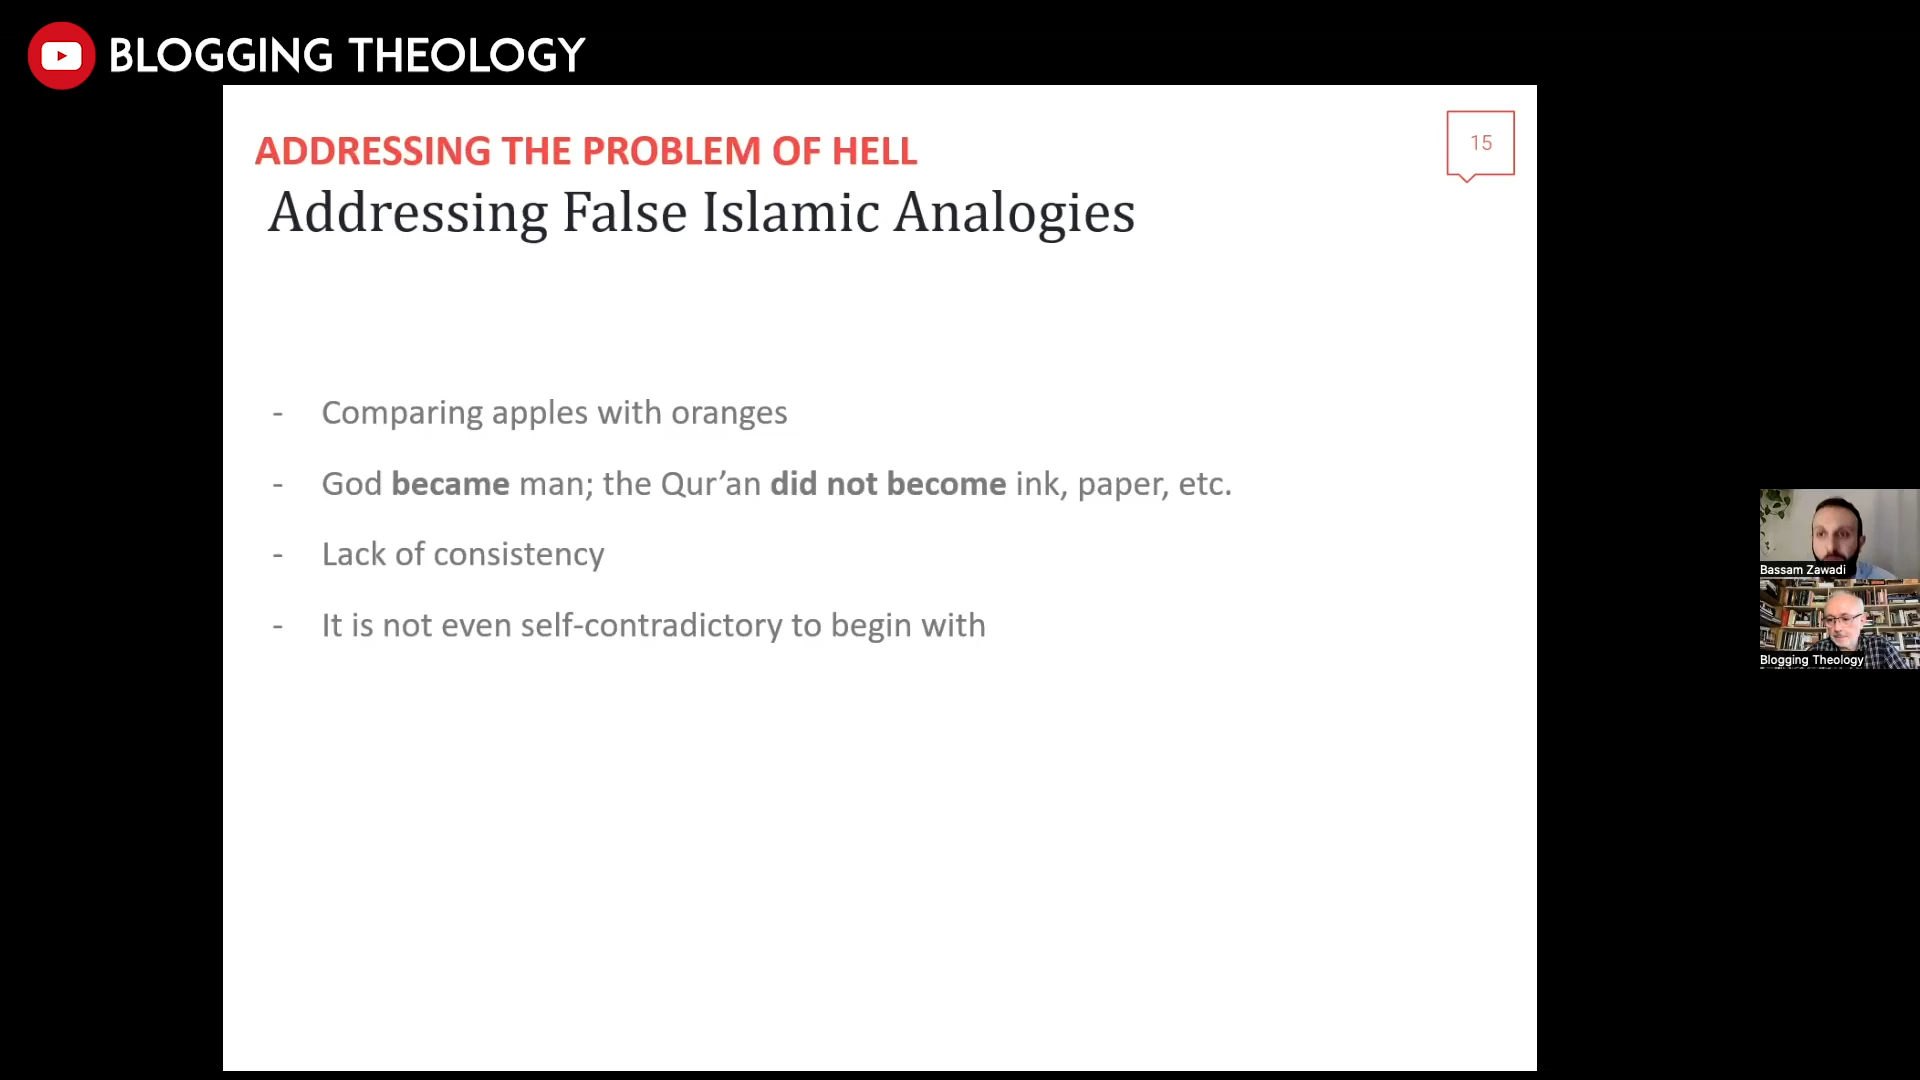 BLOGGING THEOLOGY
ADDRESSING THE PROBLEM OF HELL
15
Addressing False Islamic Analogies
- Comparing apples with oranges
- God became man; the Qur’an did not become ink, paper, etc.
- Lack of consistency
- It is not even self-contradictory to begin with
Bassam Zawadi
Blogging Theology